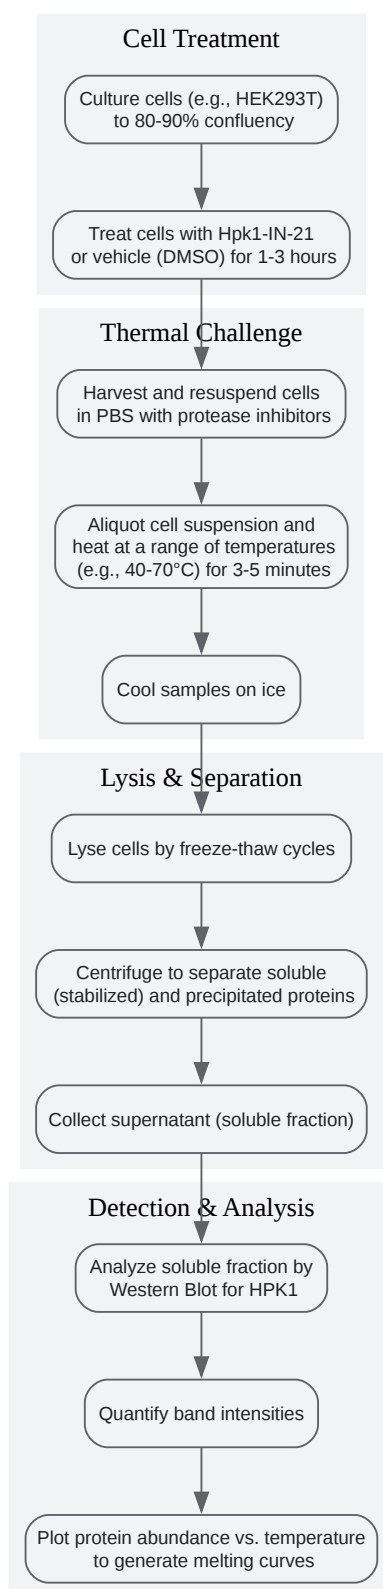 Cell Treatment
Culture cells (e.g., HEK293T)
to 80-90% confluency
Treat cells with Hpk1-IN-21
or vehicle (DMSO) for 1-3 hours
Thermal Challenge
Harvest and resuspend cells
in PBS with protease inhibitors
Aliquot cell suspension and
heat at a range of temperatures
(e.g., 40-70°C) for 3-5 minutes
Cool samples on ice
Lysis & Separation
Lyse cells by freeze-thaw cycles
Centrifuge to separate soluble
(stabilized) and precipitated proteins
Collect supernatant (soluble fraction)
Detection & Analysis
Analyze soluble fraction by
Western Blot for HPK1
Quantify band intensities
Plot protein abundance vs. temperature
to generate melting curves